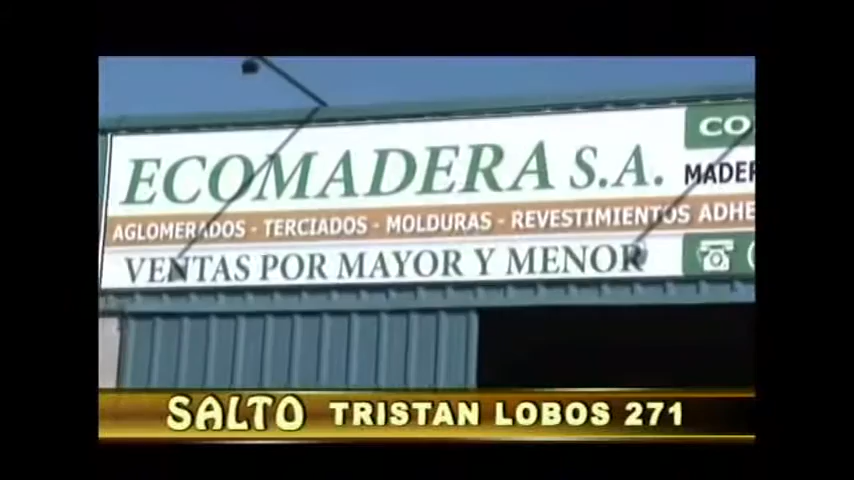 ECOMADERA S.A.
AGLOMERADOS - TERCIADOS - MOLDURAS - REVESTIMIENTOS
VENTAS POR MAYOR Y MENOR
SALTO TRISTAN LOBOS 271